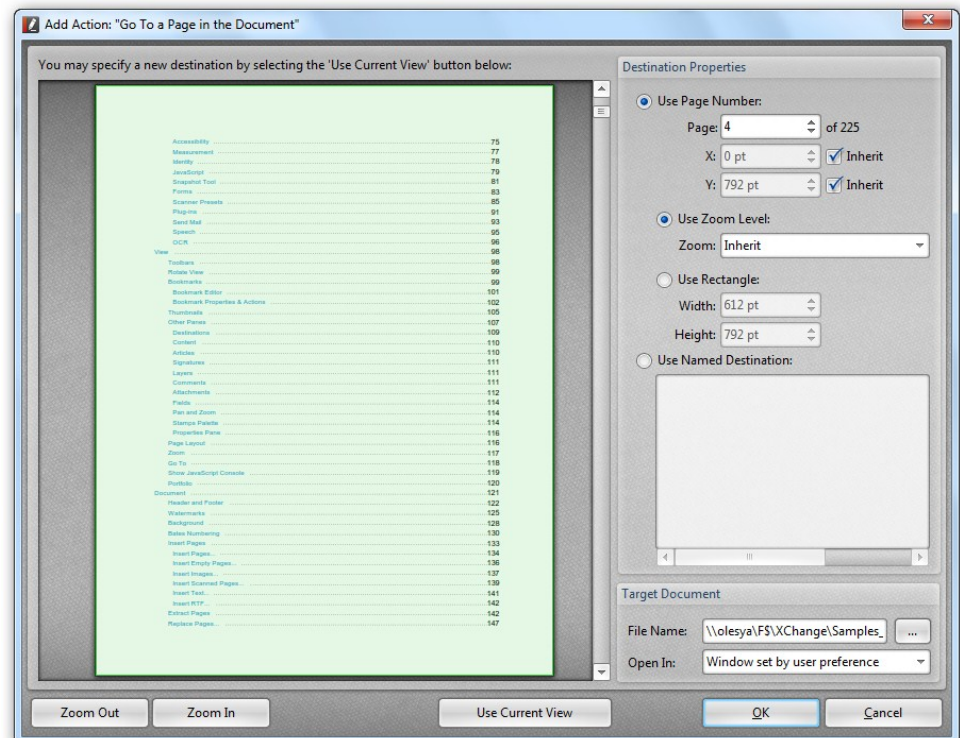 Add Action: "Go To a Page in the Document"
You may specify a new destination by selecting the 'Use Current View' button below:
Accessibility 75
Measurement 77
Identity 78
JavaScript 79
Snapshot Tool 81
Forms 83
Scanner Presets 85
Plug-ins 91
Send Mail 93
Speech 95
OCR 96
View 98
Toolbars 98
Rotate View 99
Bookmarks 99
Bookmark Editor 101
Bookmark Properties & Actions 102
Thumbnails 105
Other Panes 107
Destinations 109
Content 110
Articles 110
Signatures 111
Layers 111
Comments 111
Attachments 112
Fields 114
Pan and Zoom 114
Stamps Palette 114
Properties Pane 116
Page Layout 116
Zoom 117
Go To 118
Show JavaScript Console 119
Portfolio 120
Document 121
Header and Footer 122
Watermarks 125
Background 128
Bates Numbering 130
Insert Pages 133
Insert Pages... 134
Insert Empty Pages... 136
Insert Images... 137
Insert Scanned Pages... 139
Insert Text... 141
Insert RTF... 142
Extract Pages 142
Replace Pages... 147
Destination Properties
Use Page Number:
Page: 4 of 225
X: 0 pt Inherit
Y: 792 pt Inherit
Use Zoom Level:
Zoom: Inherit
Use Rectangle:
Width: 612 pt
Height: 792 pt
Use Named Destination:
Target Document
File Name: \\olesya\F$\XChange\Samples_ ...
Open In: Window set by user preference
Zoom Out Zoom In Use Current View OK Cancel